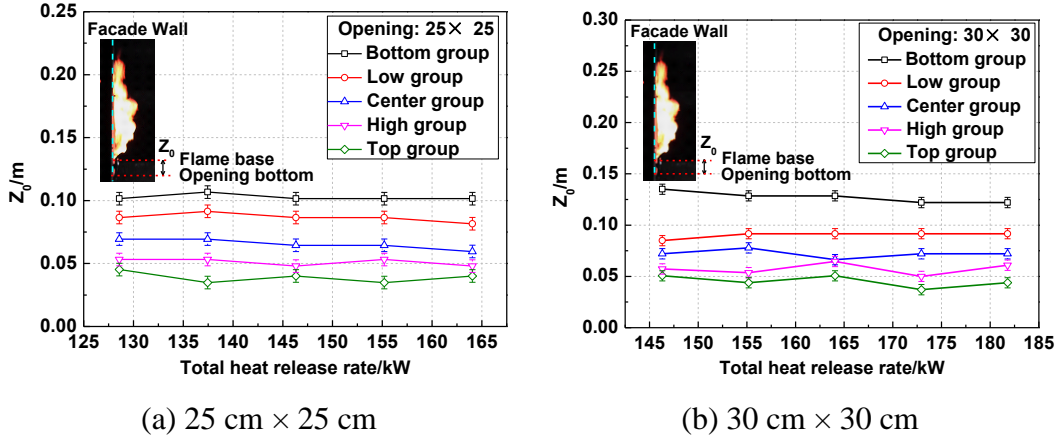 Facade Wall
Opening: 25× 25
Bottom group
Low group
Center group
High group
Top group
Z0
Flame base
Opening bottom
Z0/m
0.25
0.20
0.15
0.10
0.05
0.00
125 130 135 140 145 150 155 160 165
Total heat release rate/kW
(a) 25 cm × 25 cm
Facade Wall
Opening: 30× 30
Bottom group
Low group
Center group
High group
Top group
Z0
Flame base
Opening bottom
Z0/m
0.30
0.25
0.20
0.15
0.10
0.05
0.00
145 150 155 160 165 170 175 180 185
Total heat release rate/kW
(b) 30 cm × 30 cm